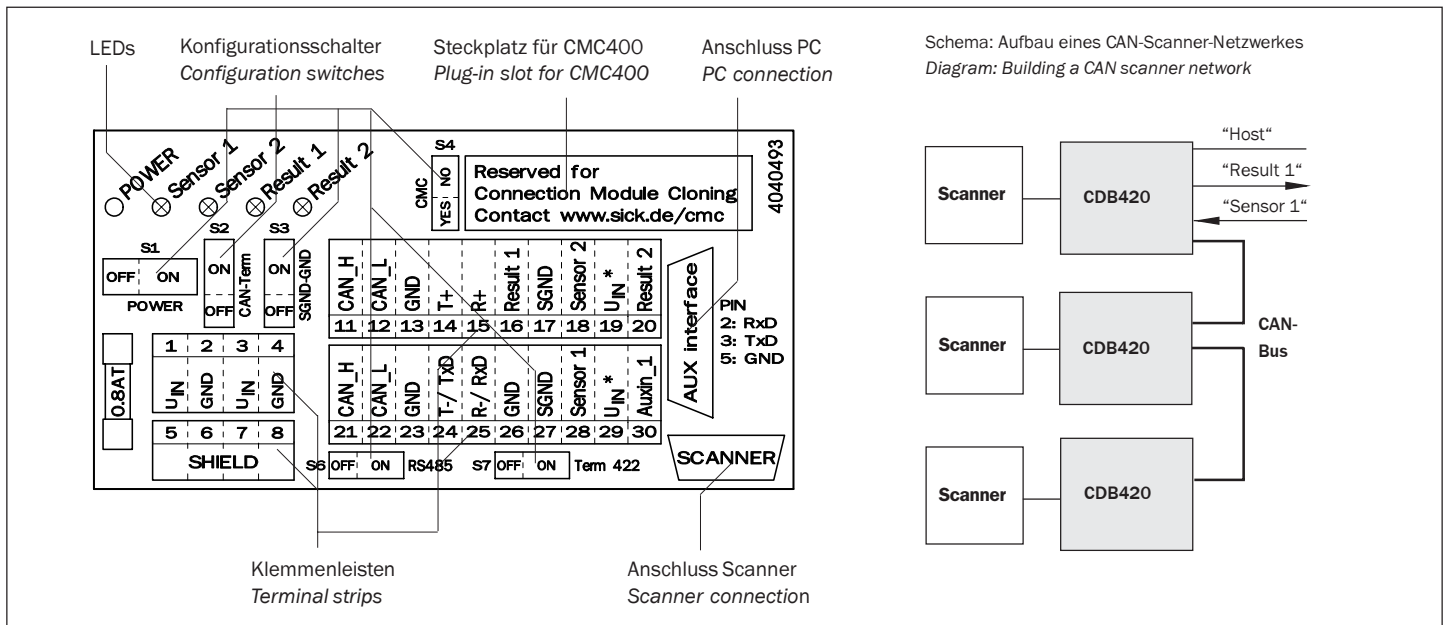 LEDs
Konfigurationsschalter
Configuration switches
Steckplatz für CMC400
Plug-in slot for CMC400
Anschluss PC
PC connection
POWER
Sensor 1
Sensor 2
Result 1
Result 2
S4
CMC
YES NO
Reserved for
Connection Module Cloning
Contact www.sick.de/cmc
4040493
S1
OFF ON
POWER
S2
ON
OFF
CAN-Term
S3
ON
OFF
SGND-GND
CAN_H CAN_L GND T+ R+ Result 1 SGND Sensor 2 UIN* Result 2
11 12 13 14 15 16 17 18 19 20
AUX interface
PIN
2: RxD
3: TxD
5: GND
0.8AT
1 2 3 4
UIN GND UIN GND
5 6 7 8
SHIELD
CAN_H CAN_L GND T-/ TxD R-/ RxD GND SGND Sensor 1 UIN* Auxin_1
21 22 23 24 25 26 27 28 29 30
S6 OFF ON RS485
S7 OFF ON Term 422
SCANNER
Klemmenleisten
Terminal strips
Anschluss Scanner
Scanner connection
Schema: Aufbau eines CAN-Scanner-Netzwerkes
Diagram: Building a CAN scanner network
Scanner
CDB420
“Host“
“Result 1“
“Sensor 1“
Scanner
CDB420
CAN-
Bus
Scanner
CDB420